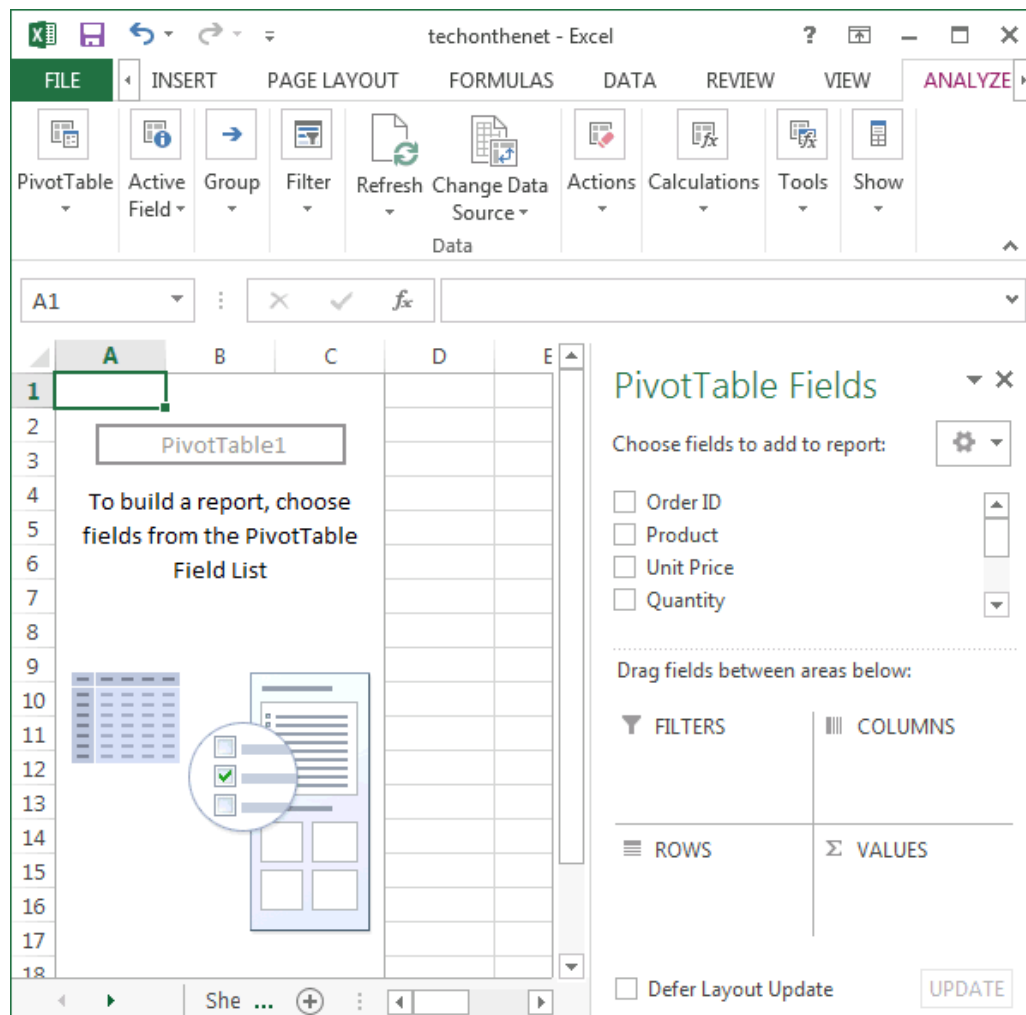 techonthenet - Excel ?
FILE INSERT PAGE LAYOUT FORMULAS DATA REVIEW VIEW ANALYZE
PivotTable Active Field Group Filter Refresh Change Data Source Actions Calculations Tools Show
Data
A1 fx
A B C D E
1
2
3
4
5
6
7
8
9
10
11
12
13
14
15
16
17
18
PivotTable1
To build a report, choose
fields from the PivotTable
Field List
She ...
PivotTable Fields
Choose fields to add to report:
Order ID
Product
Unit Price
Quantity
Drag fields between areas below:
FILTERS COLUMNS
ROWS Σ VALUES
Defer Layout Update UPDATE